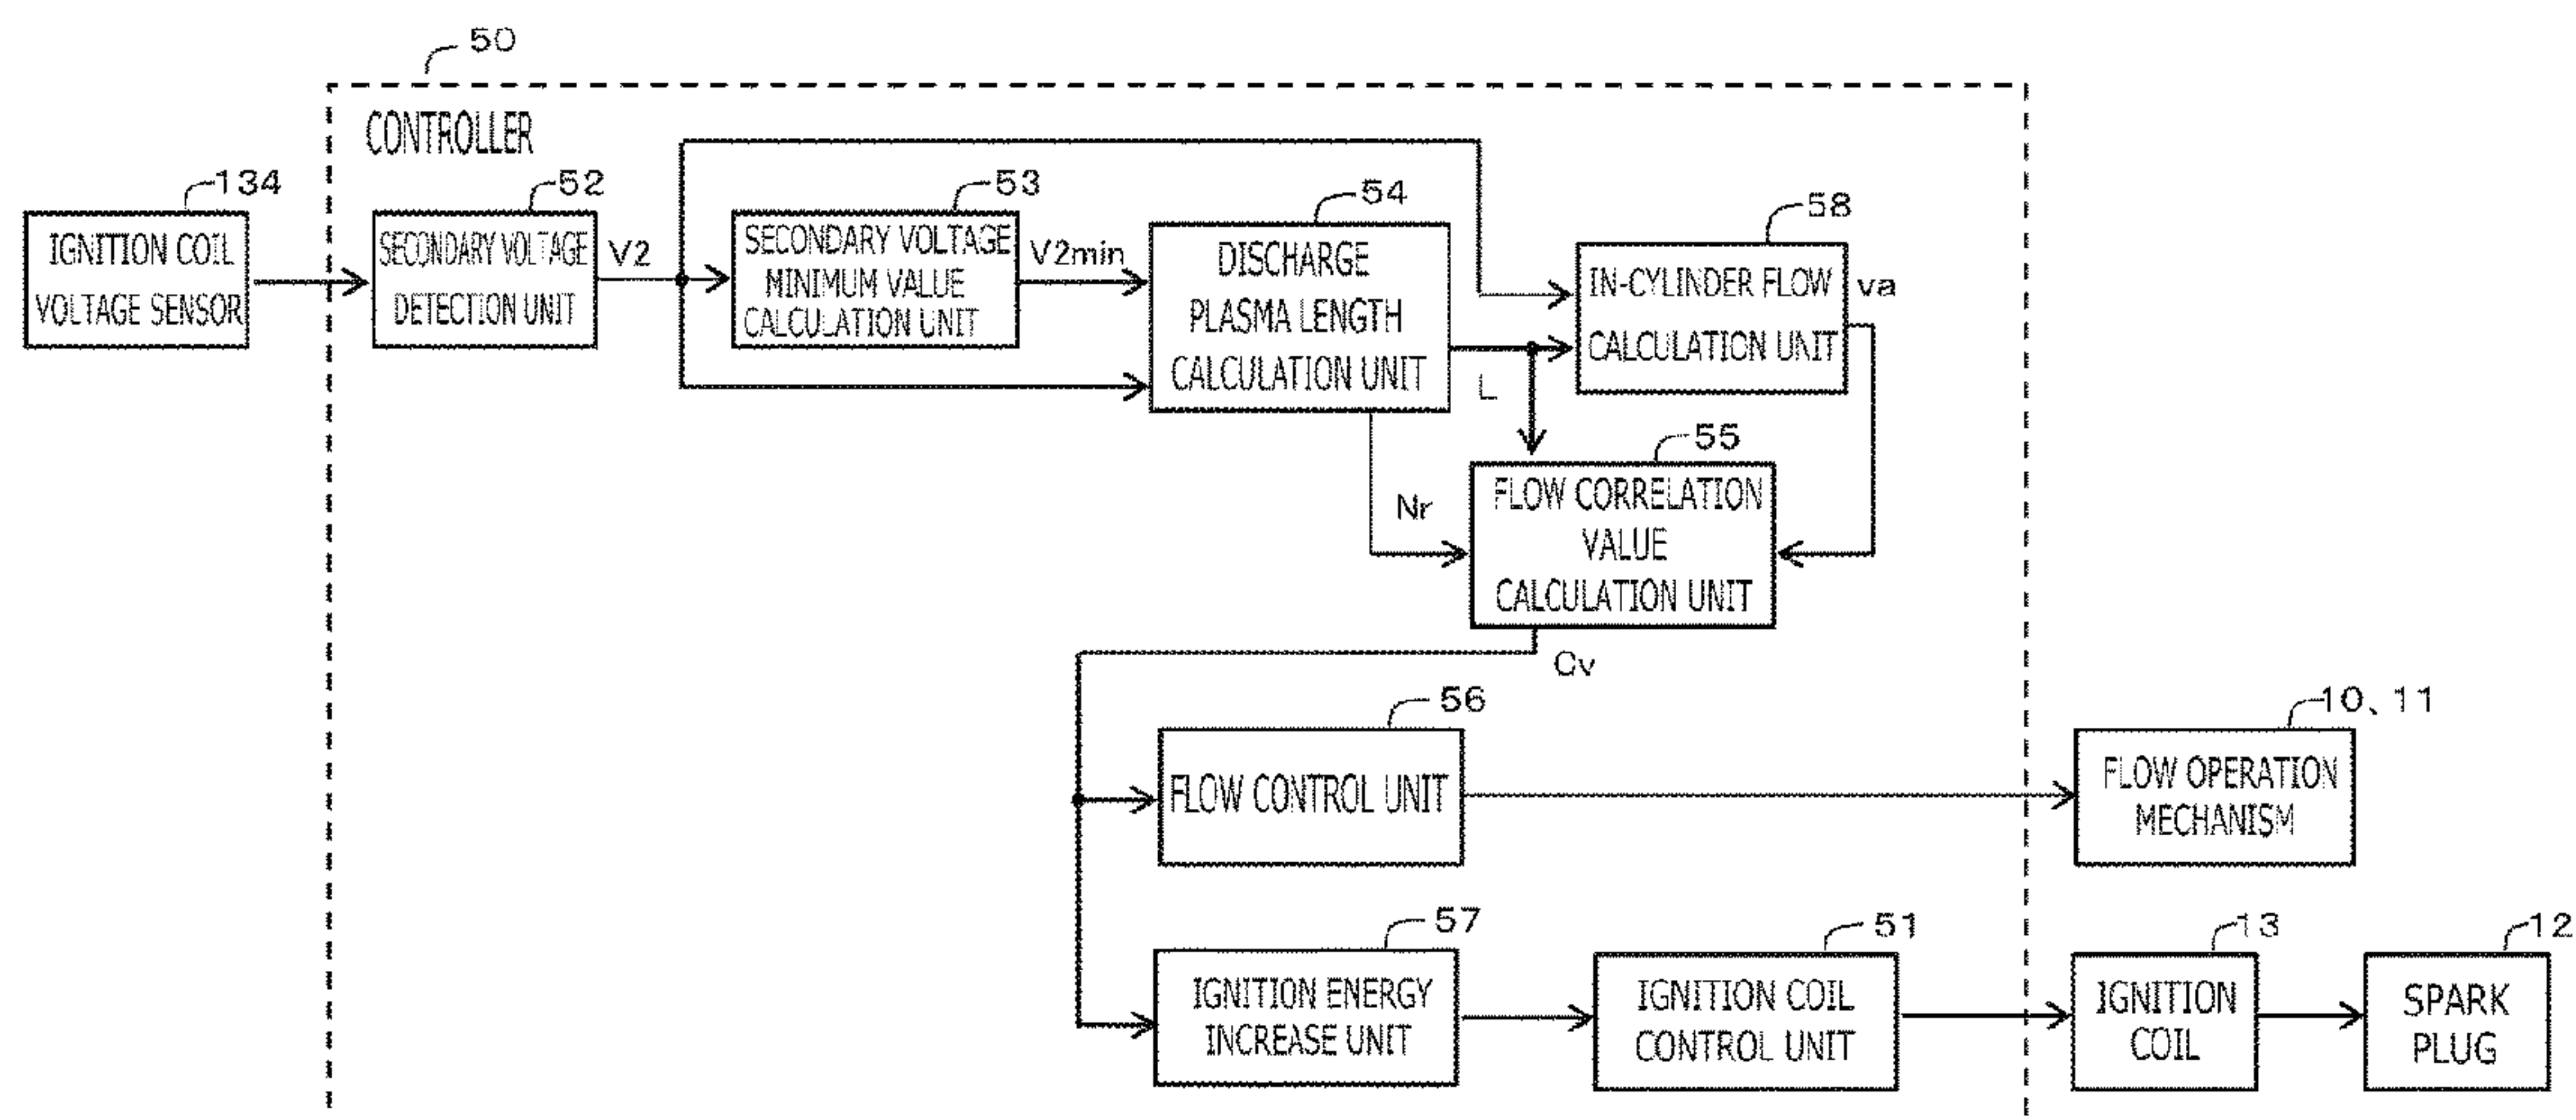 50
CONTROLLER
134
IGNITION COIL
VOLTAGE SENSOR
52
SECONDARY VOLTAGE
DETECTION UNIT
V2
53
SECONDARY VOLTAGE
MINIMUM VALUE
CALCULATION UNIT
V2min
54
DISCHARGE
PLASMA LENGTH
CALCULATION UNIT
L
58
IN-CYLINDER FLOW
CALCULATION UNIT
va
Nr
55
FLOW CORRELATION
VALUE
CALCULATION UNIT
Cv
56
FLOW CONTROL UNIT
10、11
FLOW OPERATION
MECHANISM
57
IGNITION ENERGY
INCREASE UNIT
51
IGNITION COIL
CONTROL UNIT
13
IGNITION
COIL
12
SPARK
PLUG